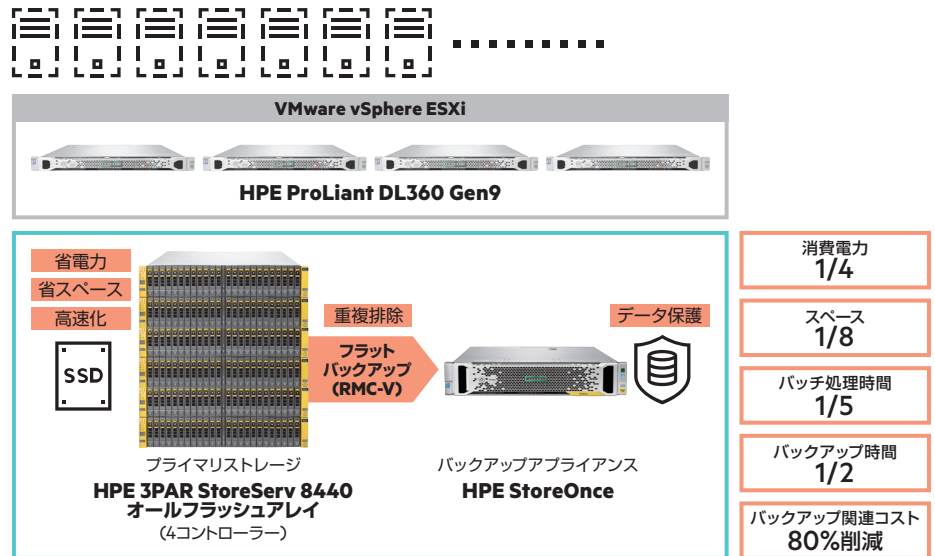 VMware vSphere ESXi
HPE ProLiant DL360 Gen9
省電力
省スペース
高速化
SSD
重複排除
フラット
バックアップ
(RMC-V)
データ保護
プライマリストレージ
HPE 3PAR StoreServ 8440
オールフラッシュアレイ
(4コントローラー)
バックアップアプライアンス
HPE StoreOnce
消費電力
1/4
スペース
1/8
バッチ処理時間
1/5
バックアップ時間
1/2
バックアップ関連コスト
80%削減